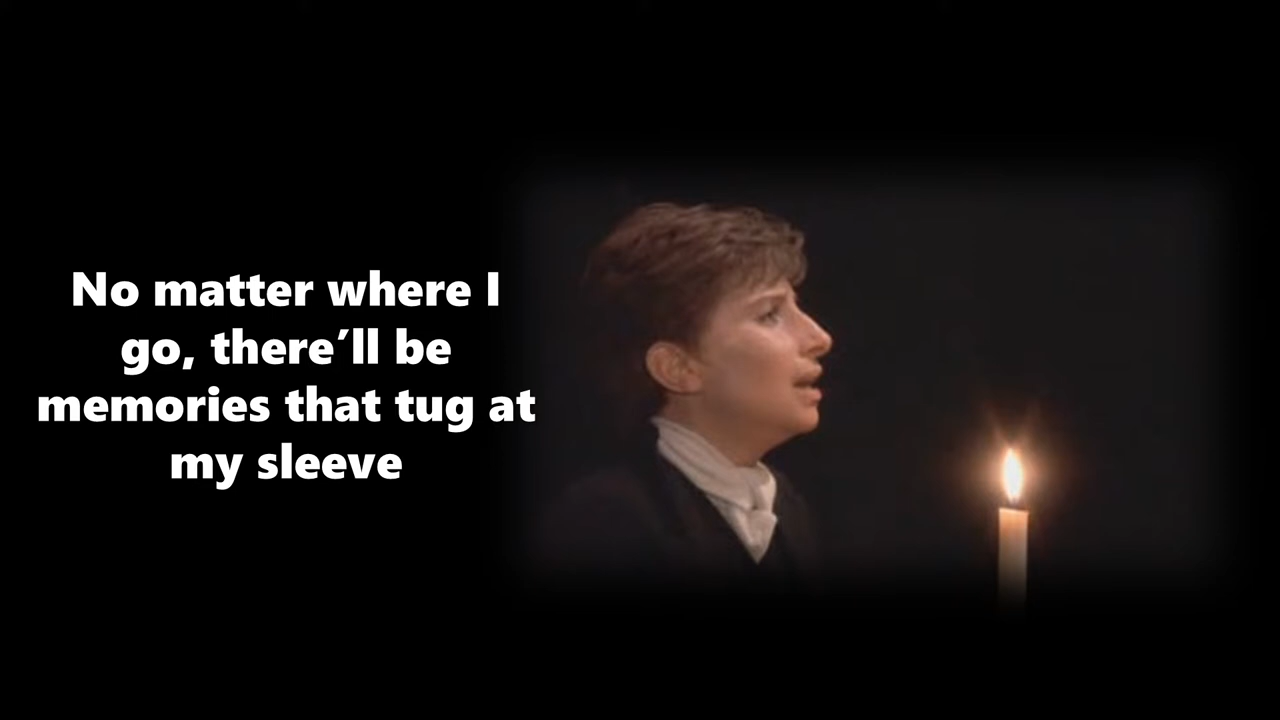 No matter where I
go, there’ll be
memories that tug at
my sleeve